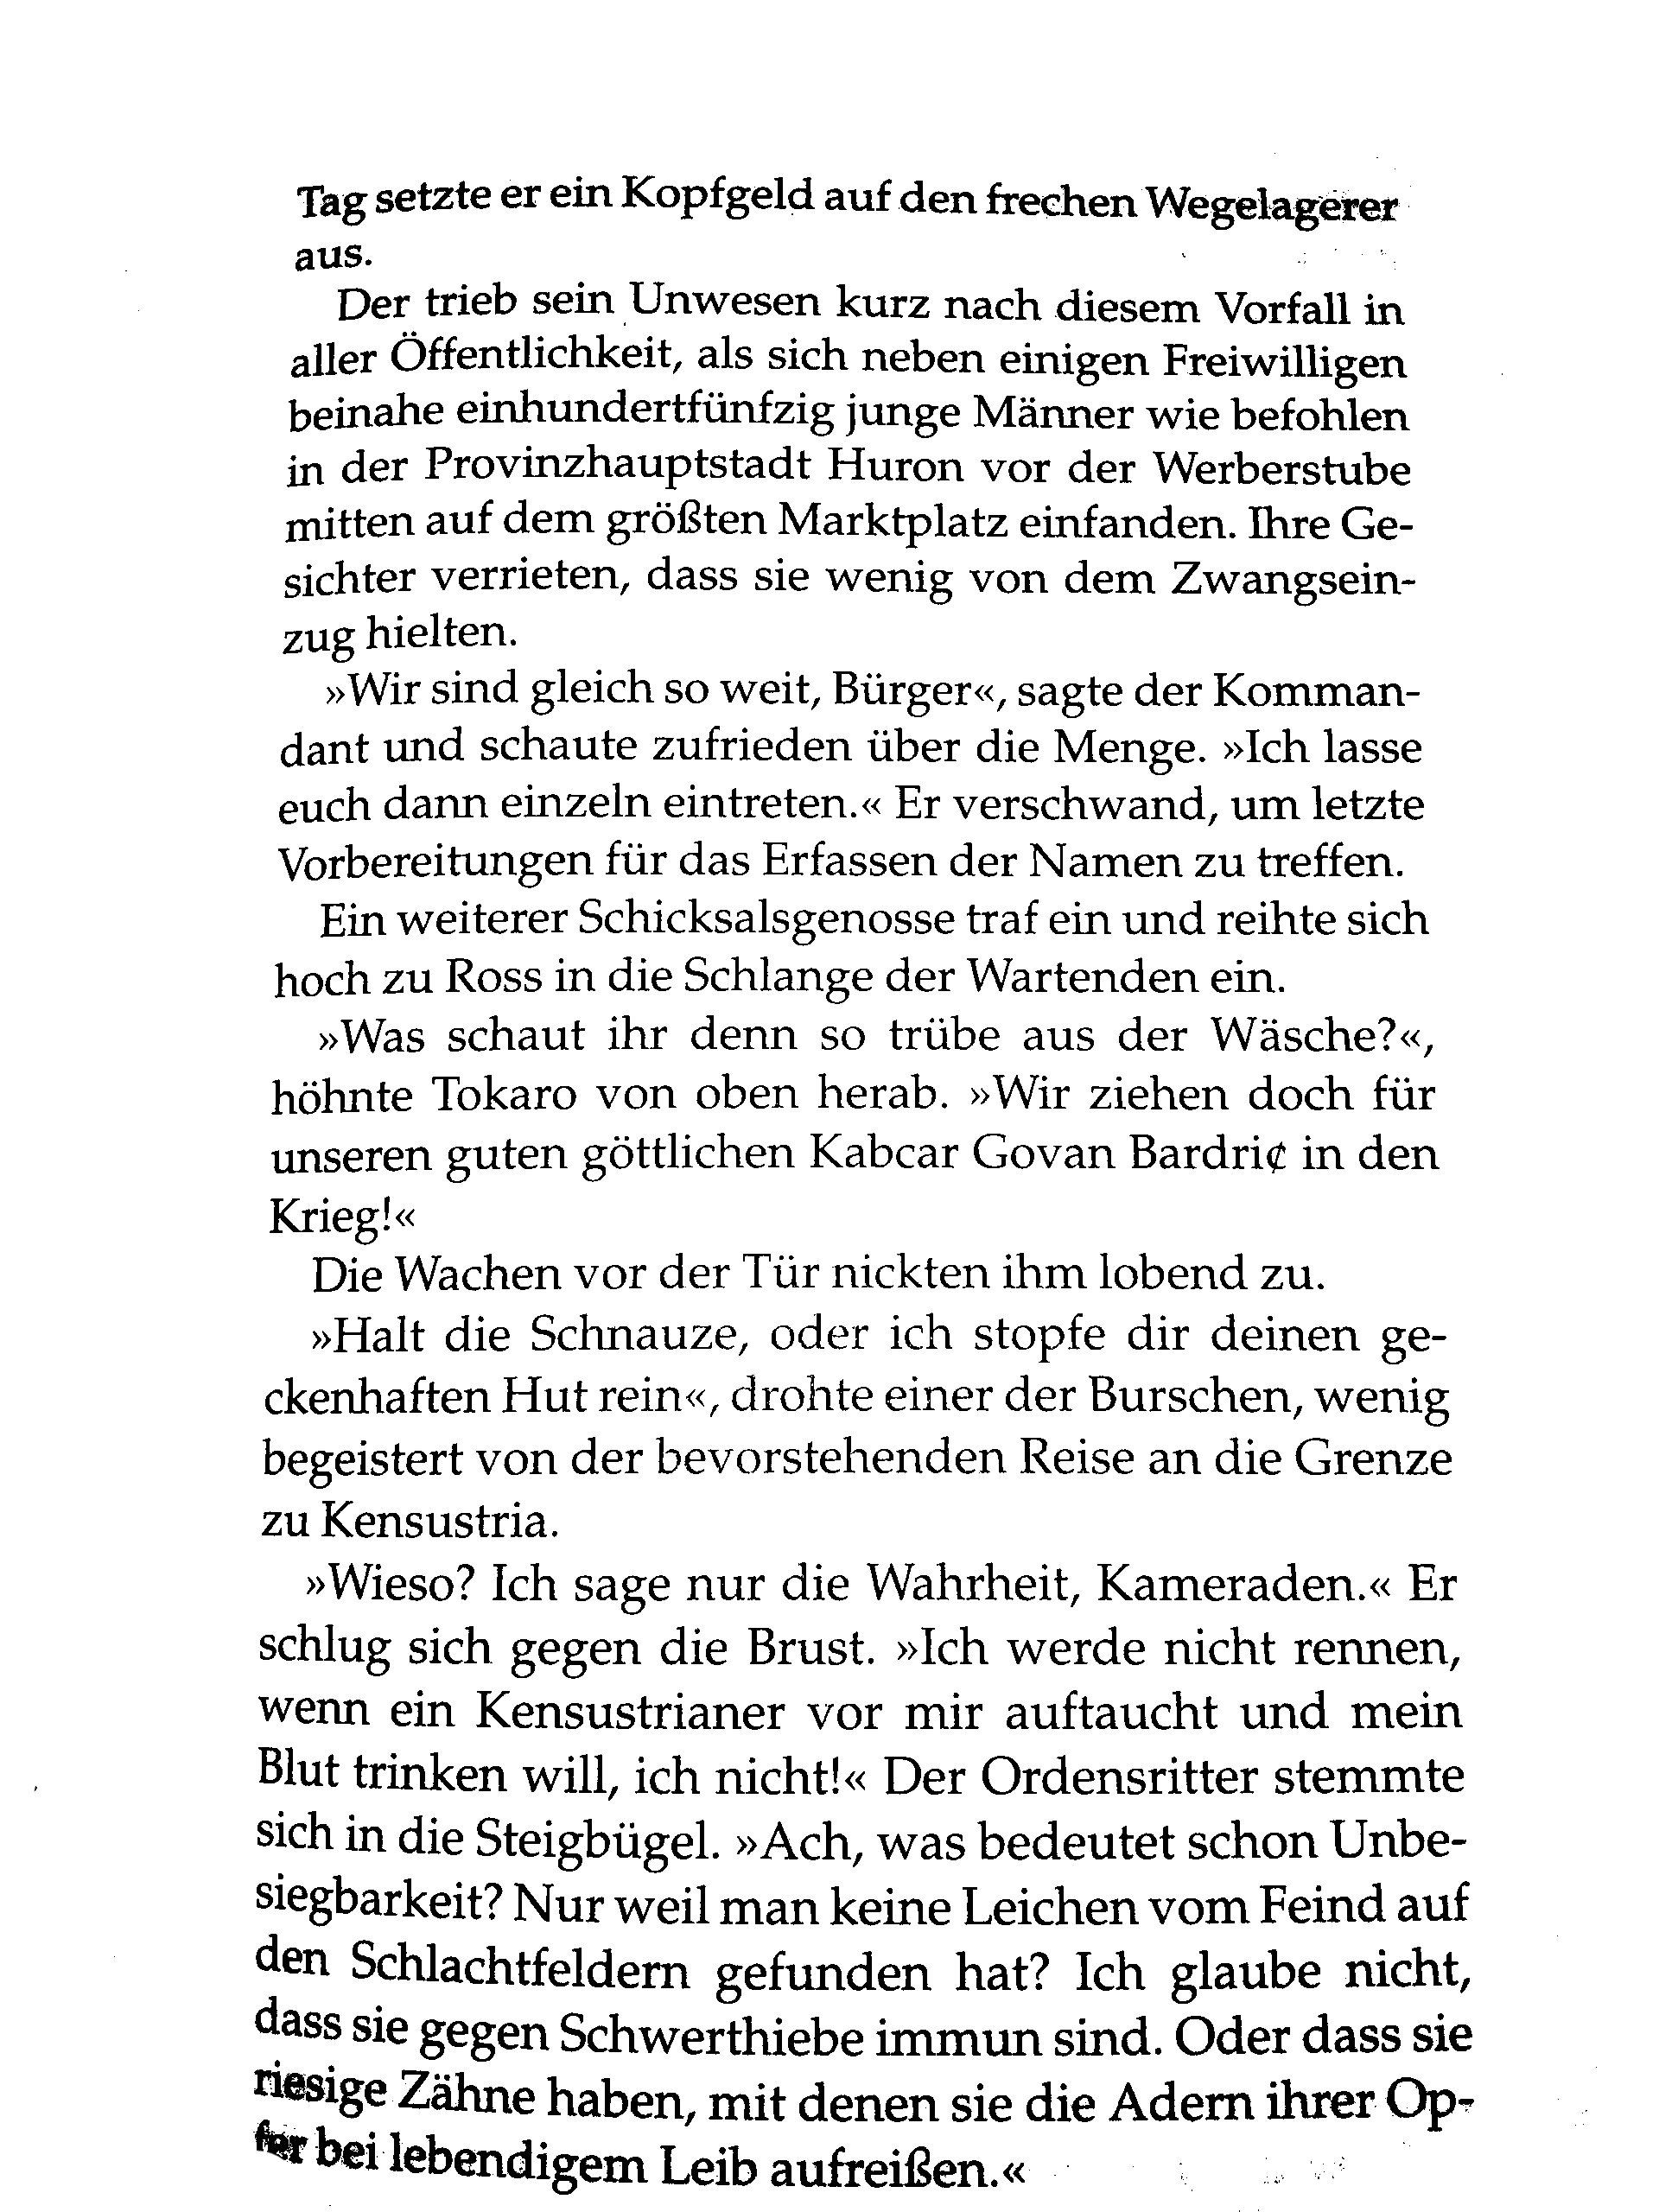 Tag setzte er ein Kopfgeld auf den frechen Wegelagerer
aus.
Der trieb sein Unwesen kurz nach diesem Vorfall in
aller Öffentlichkeit, als sich neben einigen Freiwilligen
beinahe einhundertfünfzig junge Männer wie befohlen
in der Provinzhauptstadt Huron vor der Werberstube
mitten auf dem größten Marktplatz einfanden. Ihre Ge-
sichter verrieten, dass sie wenig von dem Zwangsein-
zug hielten.
»Wir sind gleich so weit, Bürger«, sagte der Komman-
dant und schaute zufrieden über die Menge. »Ich lasse
euch dann einzeln eintreten.« Er verschwand, um letzte
Vorbereitungen für das Erfassen der Namen zu treffen.
Ein weiterer Schicksalsgenosse traf ein und reihte sich
hoch zu Ross in die Schlange der Wartenden ein.
»Was schaut ihr denn so trübe aus der Wäsche?«,
höhnte Tokaro von oben herab. »Wir ziehen doch für
unseren guten göttlichen Kabcar Govan Bardri¢ in den
Krieg!«
Die Wachen vor der Tür nickten ihm lobend zu.
»Halt die Schnauze, oder ich stopfe dir deinen ge-
ckenhaften Hut rein«, drohte einer der Burschen, wenig
begeistert von der bevorstehenden Reise an die Grenze
zu Kensustria.
»Wieso? Ich sage nur die Wahrheit, Kameraden.« Er
schlug sich gegen die Brust. »Ich werde nicht rennen,
wenn ein Kensustrianer vor mir auftaucht und mein
Blut trinken will, ich nicht!« Der Ordensritter stemmte
sich in die Steigbügel. »Ach, was bedeutet schon Unbe-
siegbarkeit? Nur weil man keine Leichen vom Feind auf
den Schlachtfeldern gefunden hat? Ich glaube nicht,
dass sie gegen Schwerthiebe immun sind. Oder dass sie
riesige Zähne haben, mit denen sie die Adern ihrer Op-
fer bei lebendigem Leib aufreißen.«